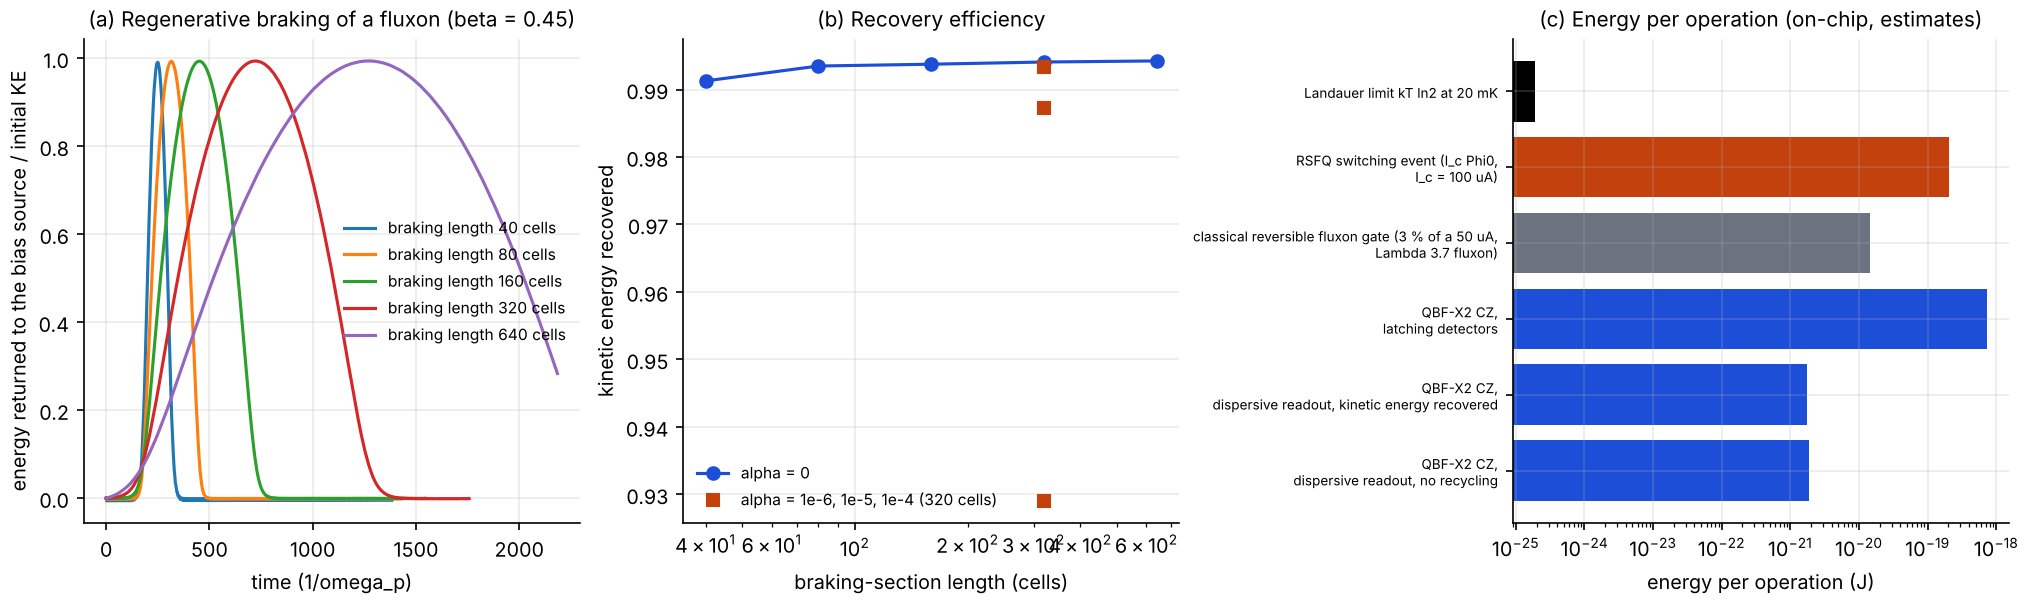 (a) Regenerative braking of a fluxon (beta = 0.45)
energy returned to the bias source / initial KE
1.0
0.8
0.6
0.4
0.2
0.0
braking length 40 cells
braking length 80 cells
braking length 160 cells
braking length 320 cells
braking length 640 cells
0 500 1000 1500 2000
time (1/omega_p)
(b) Recovery efficiency
kinetic energy recovered
0.99
0.98
0.97
0.96
0.95
0.94
0.93
alpha = 0
alpha = 1e-6, 1e-5, 1e-4 (320 cells)
4 × 10¹ 6 × 10¹ 10² 2 × 10² 3 × 10² 4 × 10² 6 × 10²
braking-section length (cells)
(c) Energy per operation (on-chip, estimates)
Landauer limit kT ln2 at 20 mK
RSFQ switching event (I_c Phi0,
I_c = 100 uA)
classical reversible fluxon gate (3 % of a 50 uA,
Lambda 3.7 fluxon)
QBF-X2 CZ,
latching detectors
QBF-X2 CZ,
dispersive readout, kinetic energy recovered
QBF-X2 CZ,
dispersive readout, no recycling
10⁻²⁵ 10⁻²⁴ 10⁻²³ 10⁻²² 10⁻²¹ 10⁻²⁰ 10⁻¹⁹ 10⁻¹⁸
energy per operation (J)